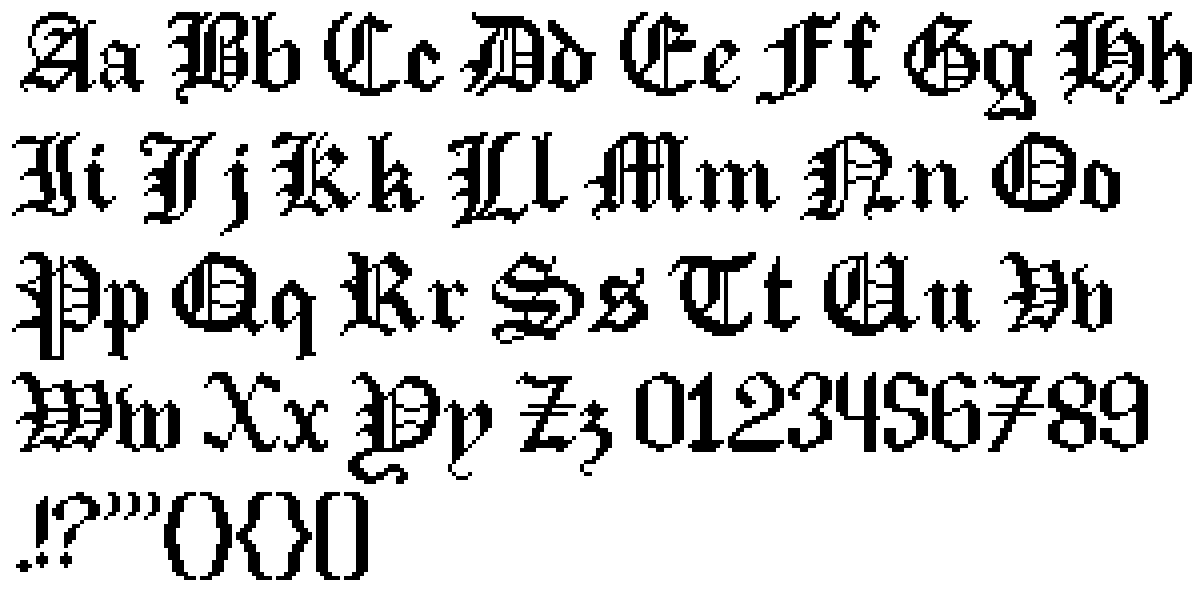 Aa Bb Cc Dd Ee Ff Gg Hh
Ii Jj Kk Ll Mm Nn Oo
Pp Qq Rr Ss Tt Uu Vv
Ww Xx Yy Zz 0123456789
.!?’”(){}[]